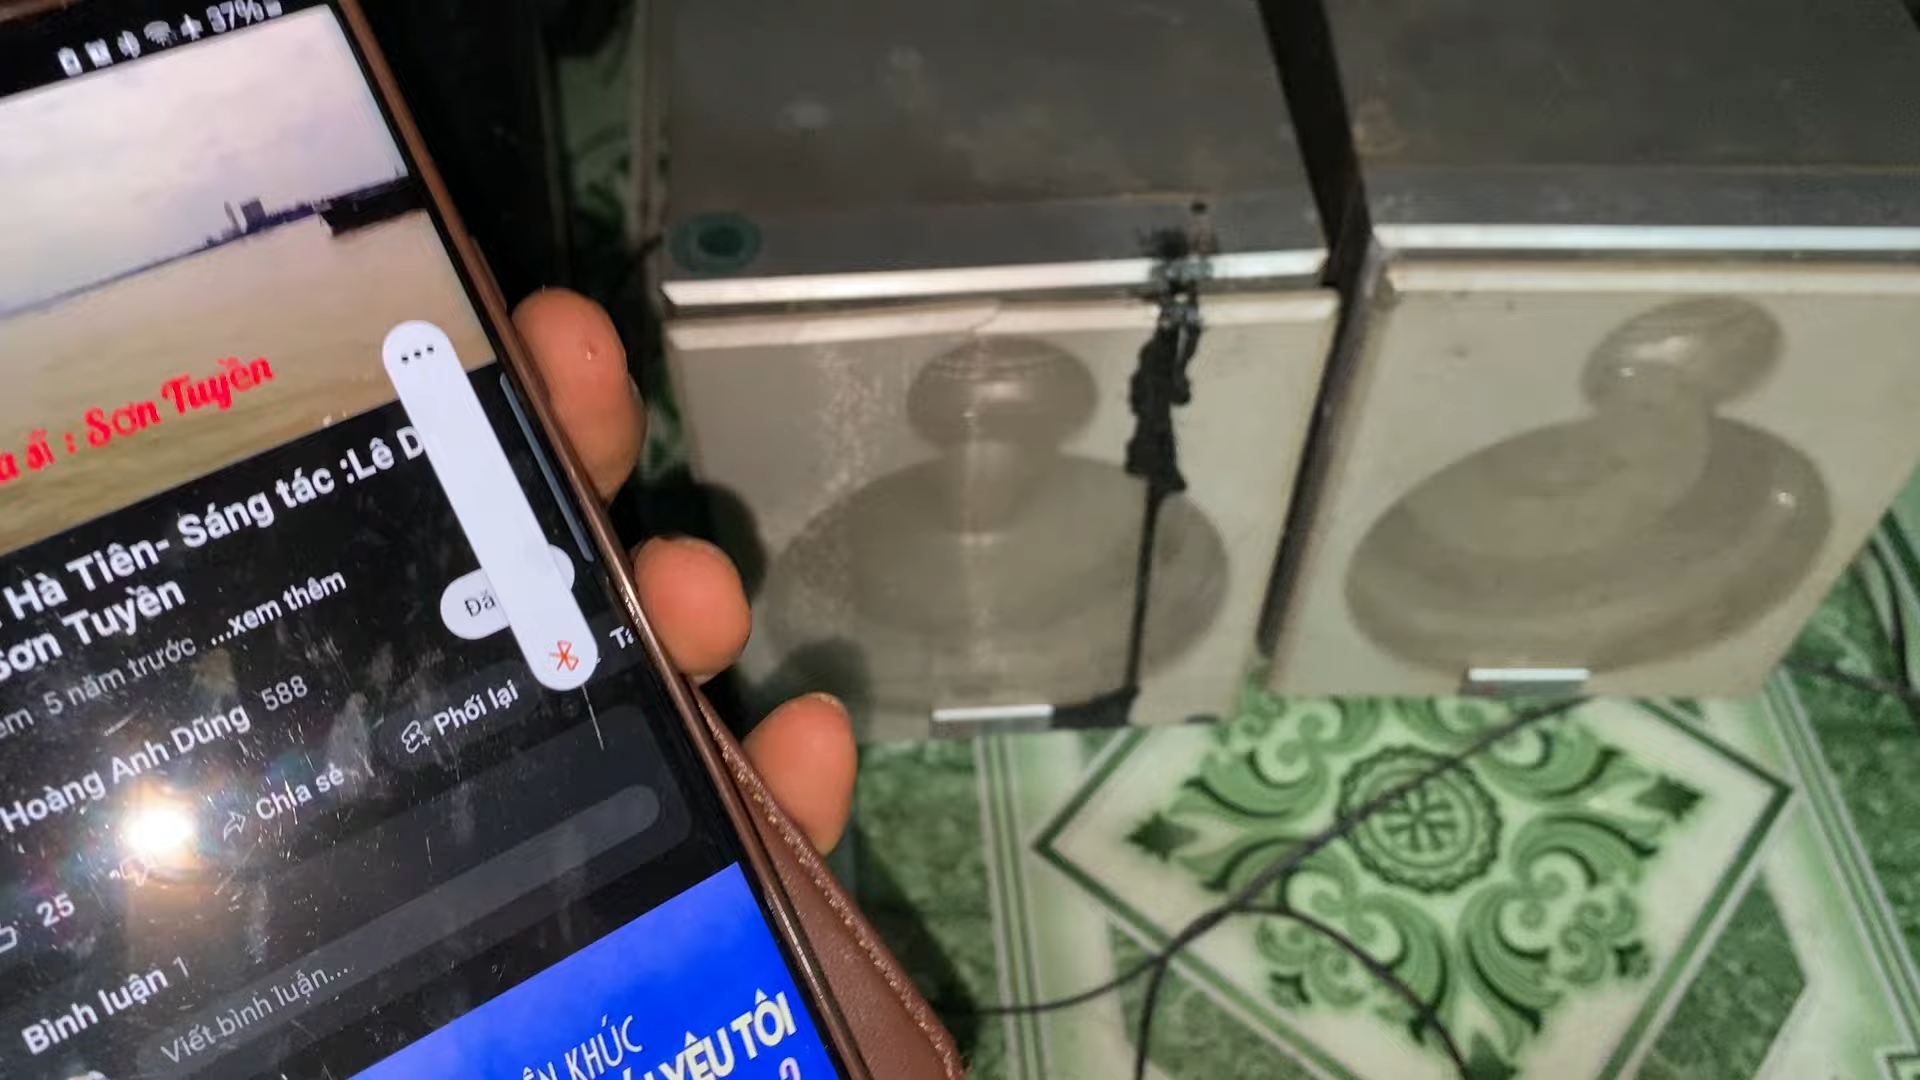 37%
sĩ : Sơn Tuyền
Hà Tiên- Sáng tác :Lê D
Sơn Tuyền
5 năm trước ...xem thêm
Đã
Hoàng Anh Dũng 588
25
Chia sẻ
Phối lại
Bình luận 1
Viết bình luận...
KHÚC
YÊU TÔI